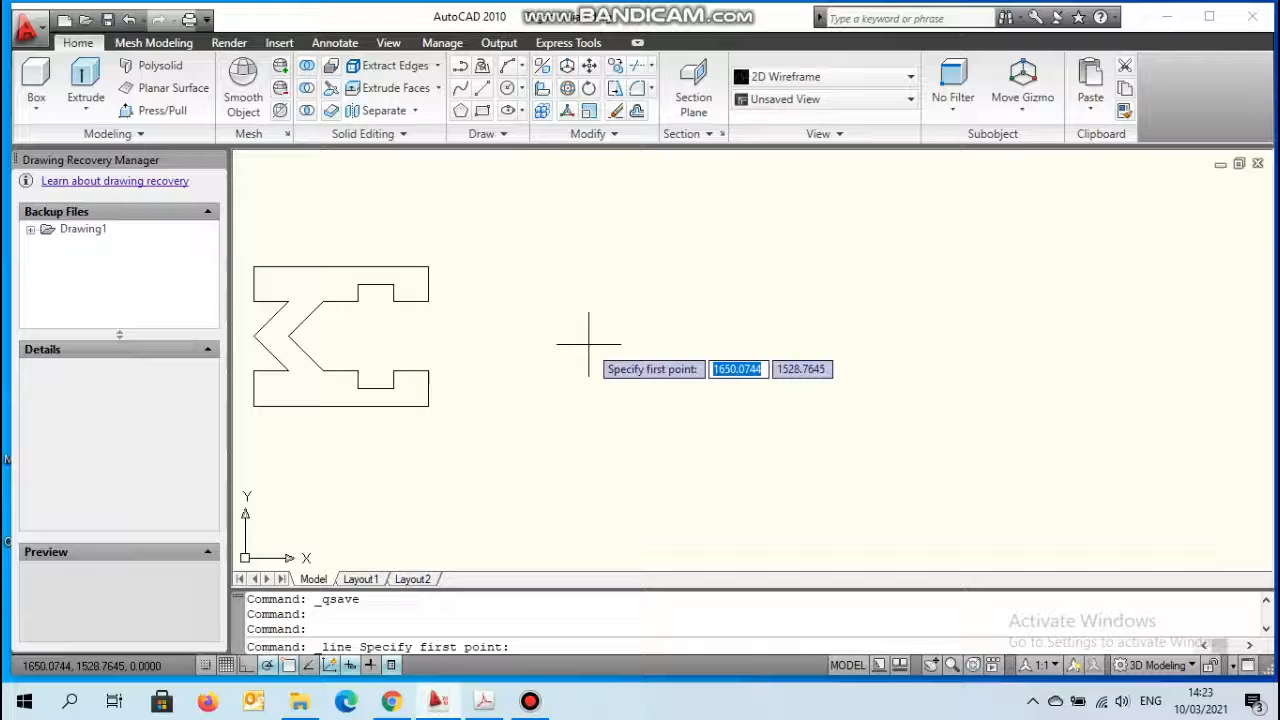 AutoCAD 2010
www.BANDICAM.com
Type a keyword or phrase
Home Mesh Modeling Render Insert Annotate View Manage Output Express Tools
Box
Extrude
Polysolid
Planar Surface
Press/Pull
Smooth Object
Extract Edges
Extrude Faces
Separate
Section Plane
2D Wireframe
Unsaved View
No Filter
Move Gizmo
Paste
Modeling Mesh Solid Editing Draw Modify Section View Subobject Clipboard
Drawing Recovery Manager
Learn about drawing recovery
Backup Files
Drawing1
Details
Preview
Specify first point: 1650.0744 1528.7645
Y
X
Model Layout1 Layout2
Command: _qsave
Command:
Command:
Command: _line Specify first point:
Activate Windows
Go to Settings to activate Wind
1650.0744, 1528.7645, 0.0000
MODEL
1:1
3D Modeling
ENG
14:23
10/03/2021
3